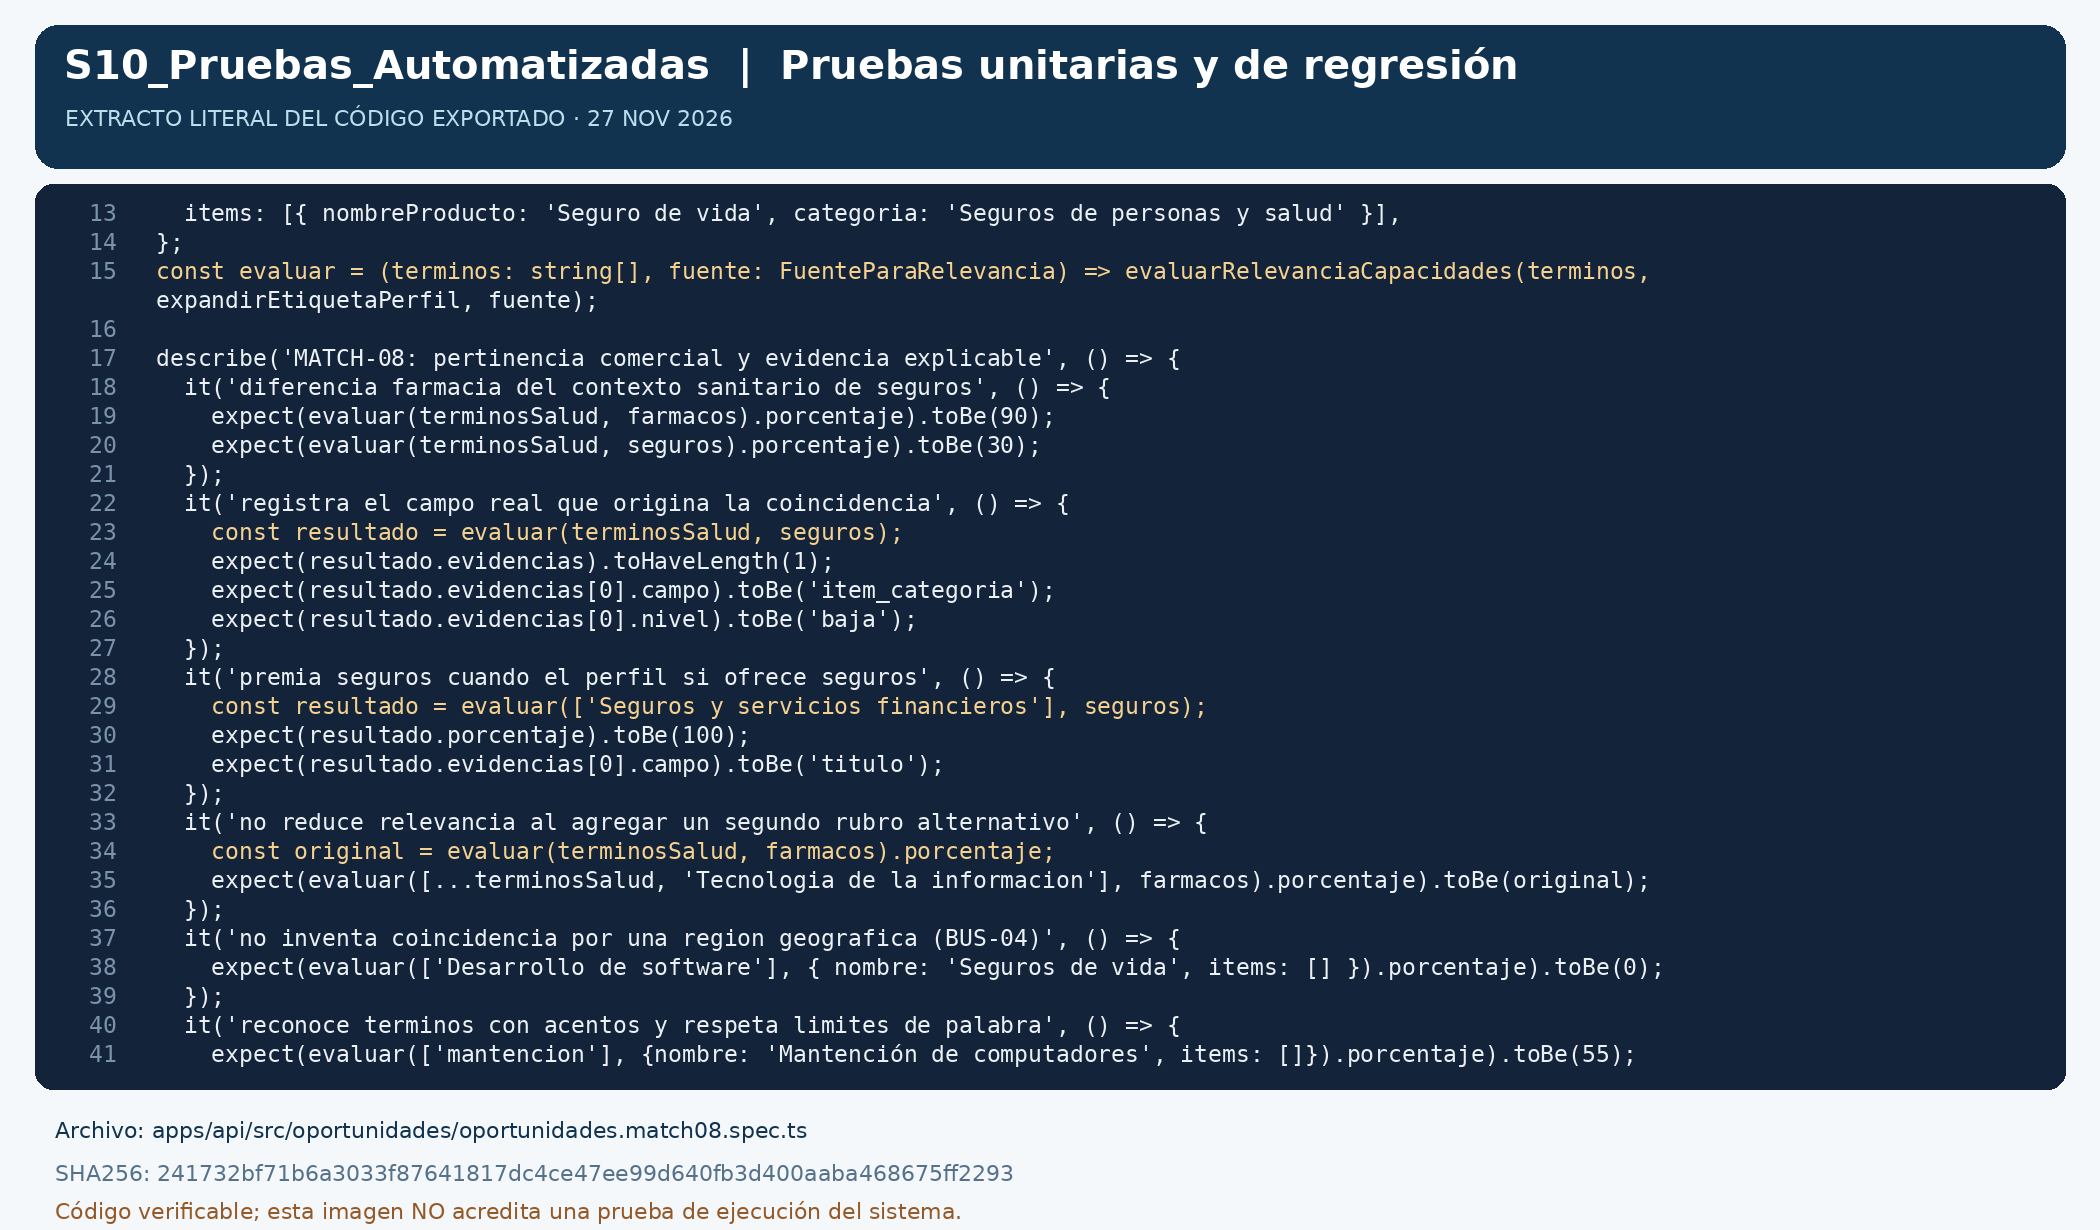 S10_Pruebas_Automatizadas | Pruebas unitarias y de regresión
EXTRACTO LITERAL DEL CÓDIGO EXPORTADO · 27 NOV 2026
13     items: [{ nombreProducto: 'Seguro de vida', categoria: 'Seguros de personas y salud' }],
14   };
15   const evaluar = (terminos: string[], fuente: FuenteParaRelevancia) => evaluarRelevanciaCapacidades(terminos,
     expandirEtiquetaPerfil, fuente);
16
17   describe('MATCH-08: pertinencia comercial y evidencia explicable', () => {
18     it('diferencia farmacia del contexto sanitario de seguros', () => {
19       expect(evaluar(terminosSalud, farmacos).porcentaje).toBe(90);
20       expect(evaluar(terminosSalud, seguros).porcentaje).toBe(30);
21     });
22     it('registra el campo real que origina la coincidencia', () => {
23       const resultado = evaluar(terminosSalud, seguros);
24       expect(resultado.evidencias).toHaveLength(1);
25       expect(resultado.evidencias[0].campo).toBe('item_categoria');
26       expect(resultado.evidencias[0].nivel).toBe('baja');
27     });
28     it('premia seguros cuando el perfil si ofrece seguros', () => {
29       const resultado = evaluar(['Seguros y servicios financieros'], seguros);
30       expect(resultado.porcentaje).toBe(100);
31       expect(resultado.evidencias[0].campo).toBe('titulo');
32     });
33     it('no reduce relevancia al agregar un segundo rubro alternativo', () => {
34       const original = evaluar(terminosSalud, farmacos).porcentaje;
35       expect(evaluar([...terminosSalud, 'Tecnologia de la informacion'], farmacos).porcentaje).toBe(original);
36     });
37     it('no inventa coincidencia por una region geografica (BUS-04)', () => {
38       expect(evaluar(['Desarrollo de software'], { nombre: 'Seguros de vida', items: [] }).porcentaje).toBe(0);
39     });
40     it('reconoce terminos con acentos y respeta limites de palabra', () => {
41       expect(evaluar(['mantencion'], {nombre: 'Mantención de computadores', items: []}).porcentaje).toBe(55);
Archivo: apps/api/src/oportunidades/oportunidades.match08.spec.ts
SHA256: 241732bf71b6a3033f87641817dc4ce47ee99d640fb3d400aaba468675ff2293
Código verificable; esta imagen NO acredita una prueba de ejecución del sistema.